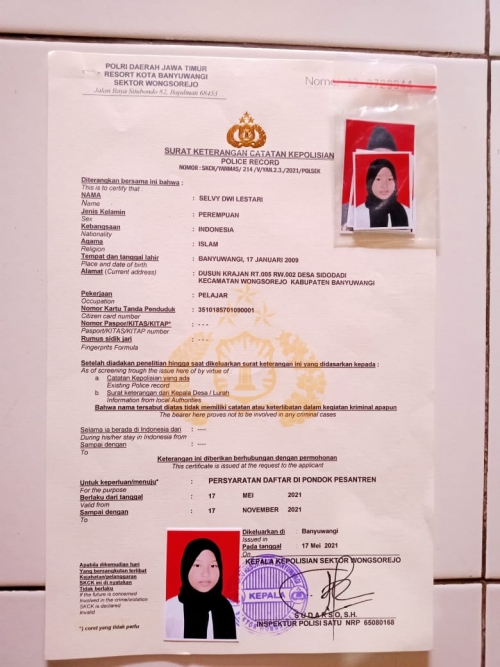 POLRI DAERAH JAWA TIMUR
RESORT KOTA BANYUWANGI
SEKTOR WONGSOREJO
Jalan Raya Situbondo 82, Bajulmati 68453
SURAT KETERANGAN CATATAN KEPOLISIAN
POLICE RECORD
NOMOR : SKCK/YANMAS/ 214 /V/YAN.2.3./2021/POLSEK
Diterangkan bersama ini bahwa :
This is to certify that
NAMA : SELVY DWI LESTARI
Name
Jenis Kelamin : PEREMPUAN
Sex
Kebangsaan : INDONESIA
Nationality
Agama : ISLAM
Religion
Tempat dan tanggal lahir : BANYUWANGI, 17 JANUARI 2009
Place and date of birth
Alamat (Current address) : DUSUN KRAJAN RT.005 RW.002 DESA SIDODADI
KECAMATAN WONGSOREJO KABUPATEN BANYUWANGI
Pekerjaan : PELAJAR
Occupation
Nomor Kartu Tanda Penduduk : 3510185701090001
Citizen card number
Nomor Paspor/KITAS/KITAP* : - - -
Pasport/KITAS/KITAP number
Rumus sidik jari : - - -
Fingerprints Formula
Setelah diadakan penelitian hingga saat dikeluarkan surat keterangan ini yang didasarkan kepada :
As of screening trough the issue here of by virtue of
a Catatan Kepolisian yang ada
Existing Police record
b Surat keterangan dari Kepala Desa / Lurah
Information from local Authorities
Bahwa nama tersebut diatas tidak memiliki catatan atau keterlibatan dalam kegiatan kriminal apapun
The bearer here proves not to be involved in any criminal cases
Selama ia berada di Indonesia dari : ----
During his/her stay in Indonesia from
Sampai dengan : ----
To
Keterangan ini diberikan berhubungan dengan permohonan
This certificate is issued at the request to the applicant
Untuk keperluan/menuju* : PERSYARATAN DAFTAR DI PONDOK PESANTREN
For the purpose
Berlaku dari tanggal : 17 MEI 2021
Valid from
Sampai dengan : 17 NOVEMBER 2021
To
Dikeluarkan di : Banyuwangi
Issued in
Pada tanggal : 17 Mei 2021
On
KEPALA KEPOLISIAN SEKTOR WONGSOREJO
KEPALA
SUDARSO, S.H.
INSPEKTUR POLISI SATU NRP 65080168
Apabila dikemudian hari
Yang bersangkutan terlibat
Kejahatan/pelanggaran
SKCK ini di nyatakan
Tidak berlaku
If the future is concerned
Involved in the crime/violation
SKCK is declared
Invalid
*) coret yang tidak perlu